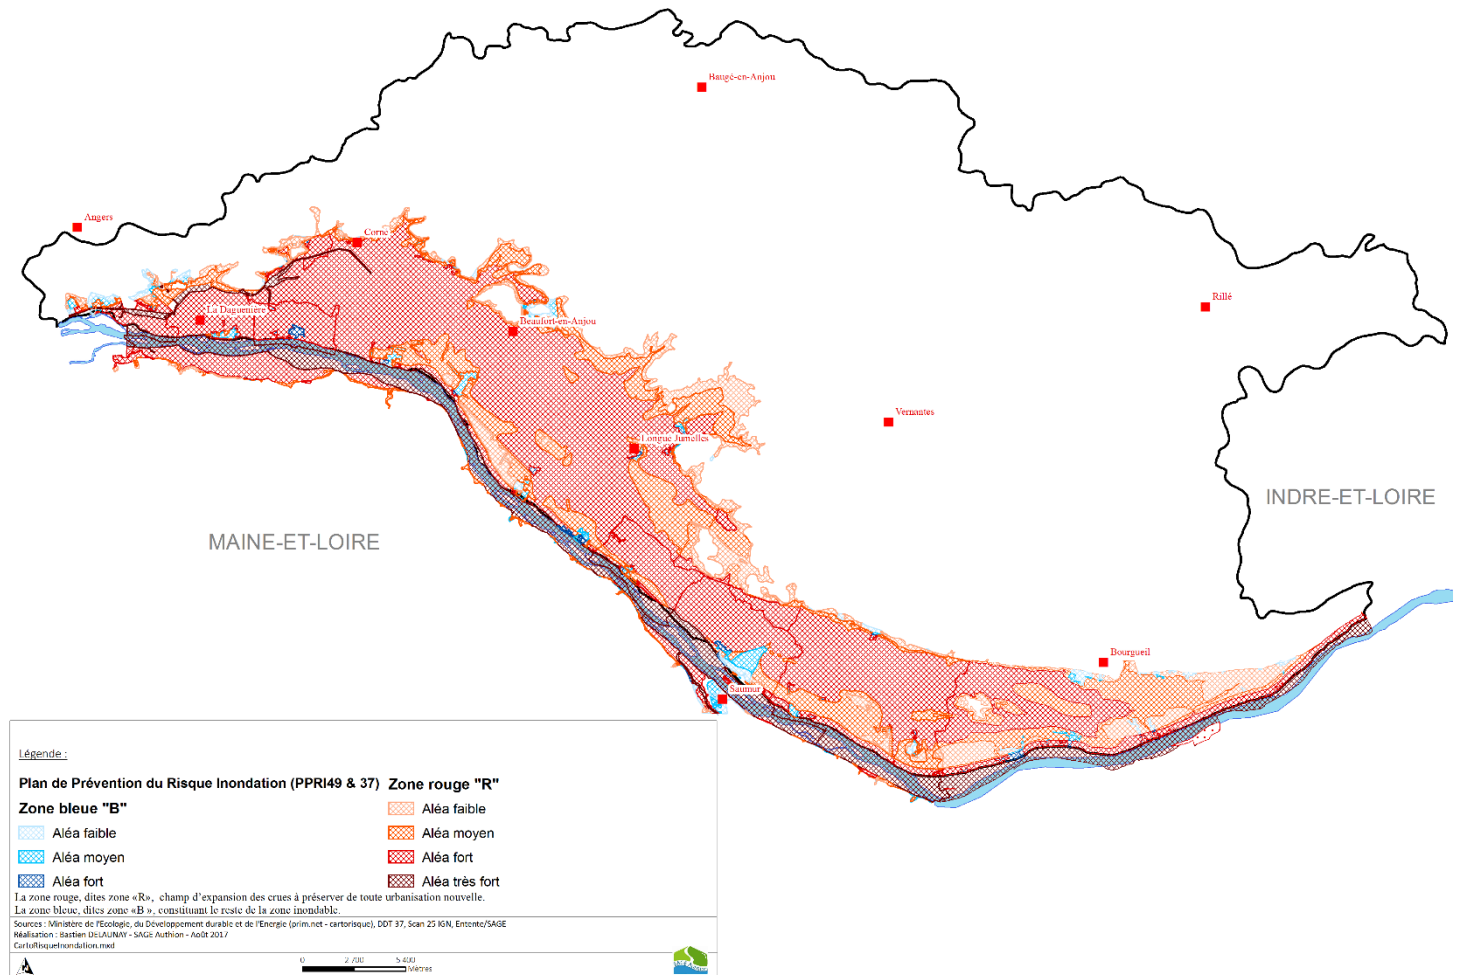 Baugé-en-Anjou
Angers
Corné
Rillé
La Daguenière
Beaufort-en-Anjou
Vernantes
Longué Jumelles
INDRE-ET-LOIRE
MAINE-ET-LOIRE
Bourgueil
Saumur
Légende :
Plan de Prévention du Risque Inondation (PPRI49 & 37)
Zone bleue "B"
Aléa faible
Aléa moyen
Aléa fort
Zone rouge "R"
Aléa faible
Aléa moyen
Aléa fort
Aléa très fort
La zone rouge, dites zone «R», champ d'expansion des crues à préserver de toute urbanisation nouvelle.
La zone bleue, dites zone «B », constituant le reste de la zone inondable.
Sources : Ministère de l'Ecologie, du Développement durable et de l'Energie (prim.net - cartorisque), DDT 37, Scan 25 IGN, Entente/SAGE
Réalisation : Bastien DELAUNAY - SAGE Authion - Août 2017
CartoRisqueInondation.mxd
0 2 700 5 400
Mètres